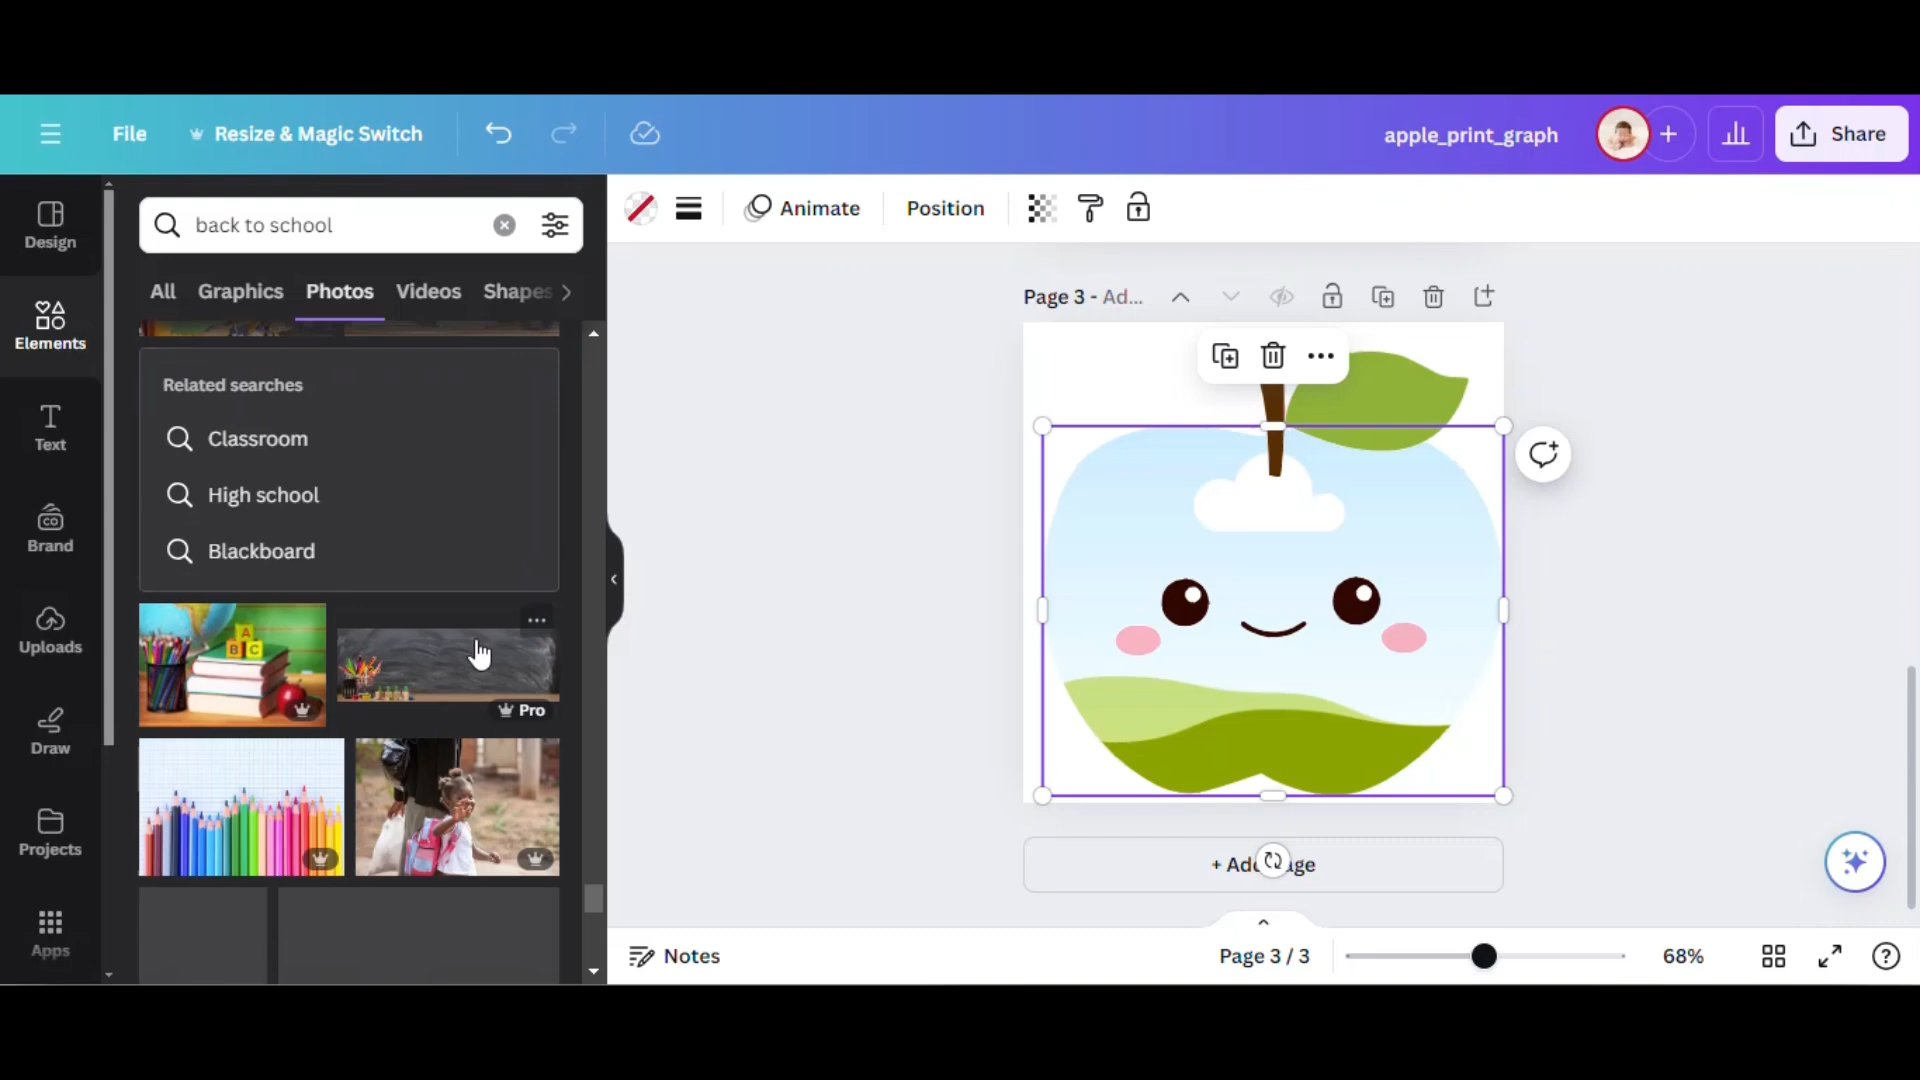 File
Resize & Magic Switch
apple_print_graph
Share
Design
Elements
Text
Brand
Uploads
Draw
Projects
Apps
back to school
All
Graphics
Photos
Videos
Shapes
Related searches
Classroom
High school
Blackboard
A
B C
Pro
Animate
Position
Page 3 - Ad...
Notes
Page 3 / 3
68%